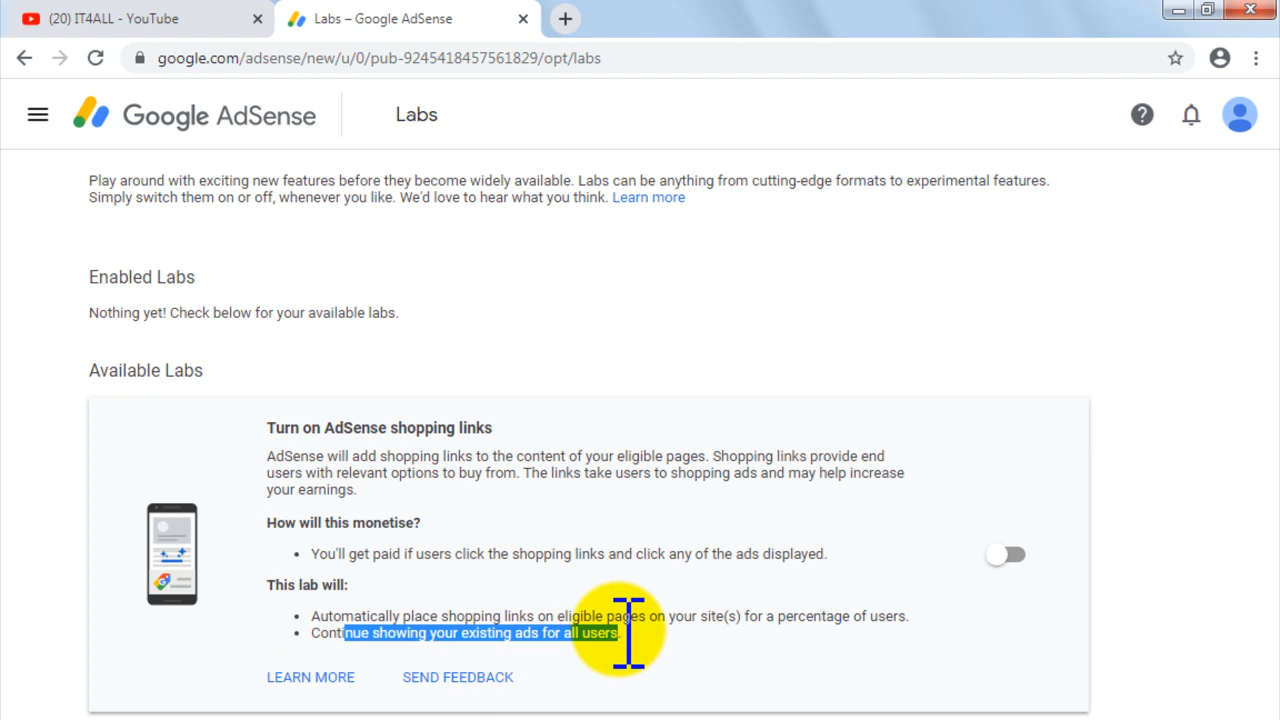 (20) IT4ALL - YouTube
Labs – Google AdSense
google.com/adsense/new/u/0/pub-9245418457561829/opt/labs
Google AdSense
Labs
Play around with exciting new features before they become widely available. Labs can be anything from cutting-edge formats to experimental features.
Simply switch them on or off, whenever you like. We'd love to hear what you think. Learn more
Enabled Labs
Nothing yet! Check below for your available labs.
Available Labs
Turn on AdSense shopping links
AdSense will add shopping links to the content of your eligible pages. Shopping links provide end
users with relevant options to buy from. The links take users to shopping ads and may help increase
your earnings.
How will this monetise?
• You'll get paid if users click the shopping links and click any of the ads displayed.
This lab will:
• Automatically place shopping links on eligible pages on your site(s) for a percentage of users.
• Continue showing your existing ads for all users.
LEARN MORE
SEND FEEDBACK